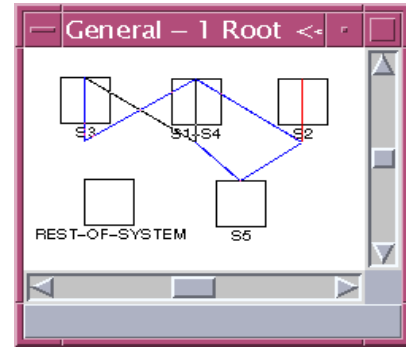 General – 1 Root <<
S3
S1-S4
S2
REST-OF-SYSTEM
S5